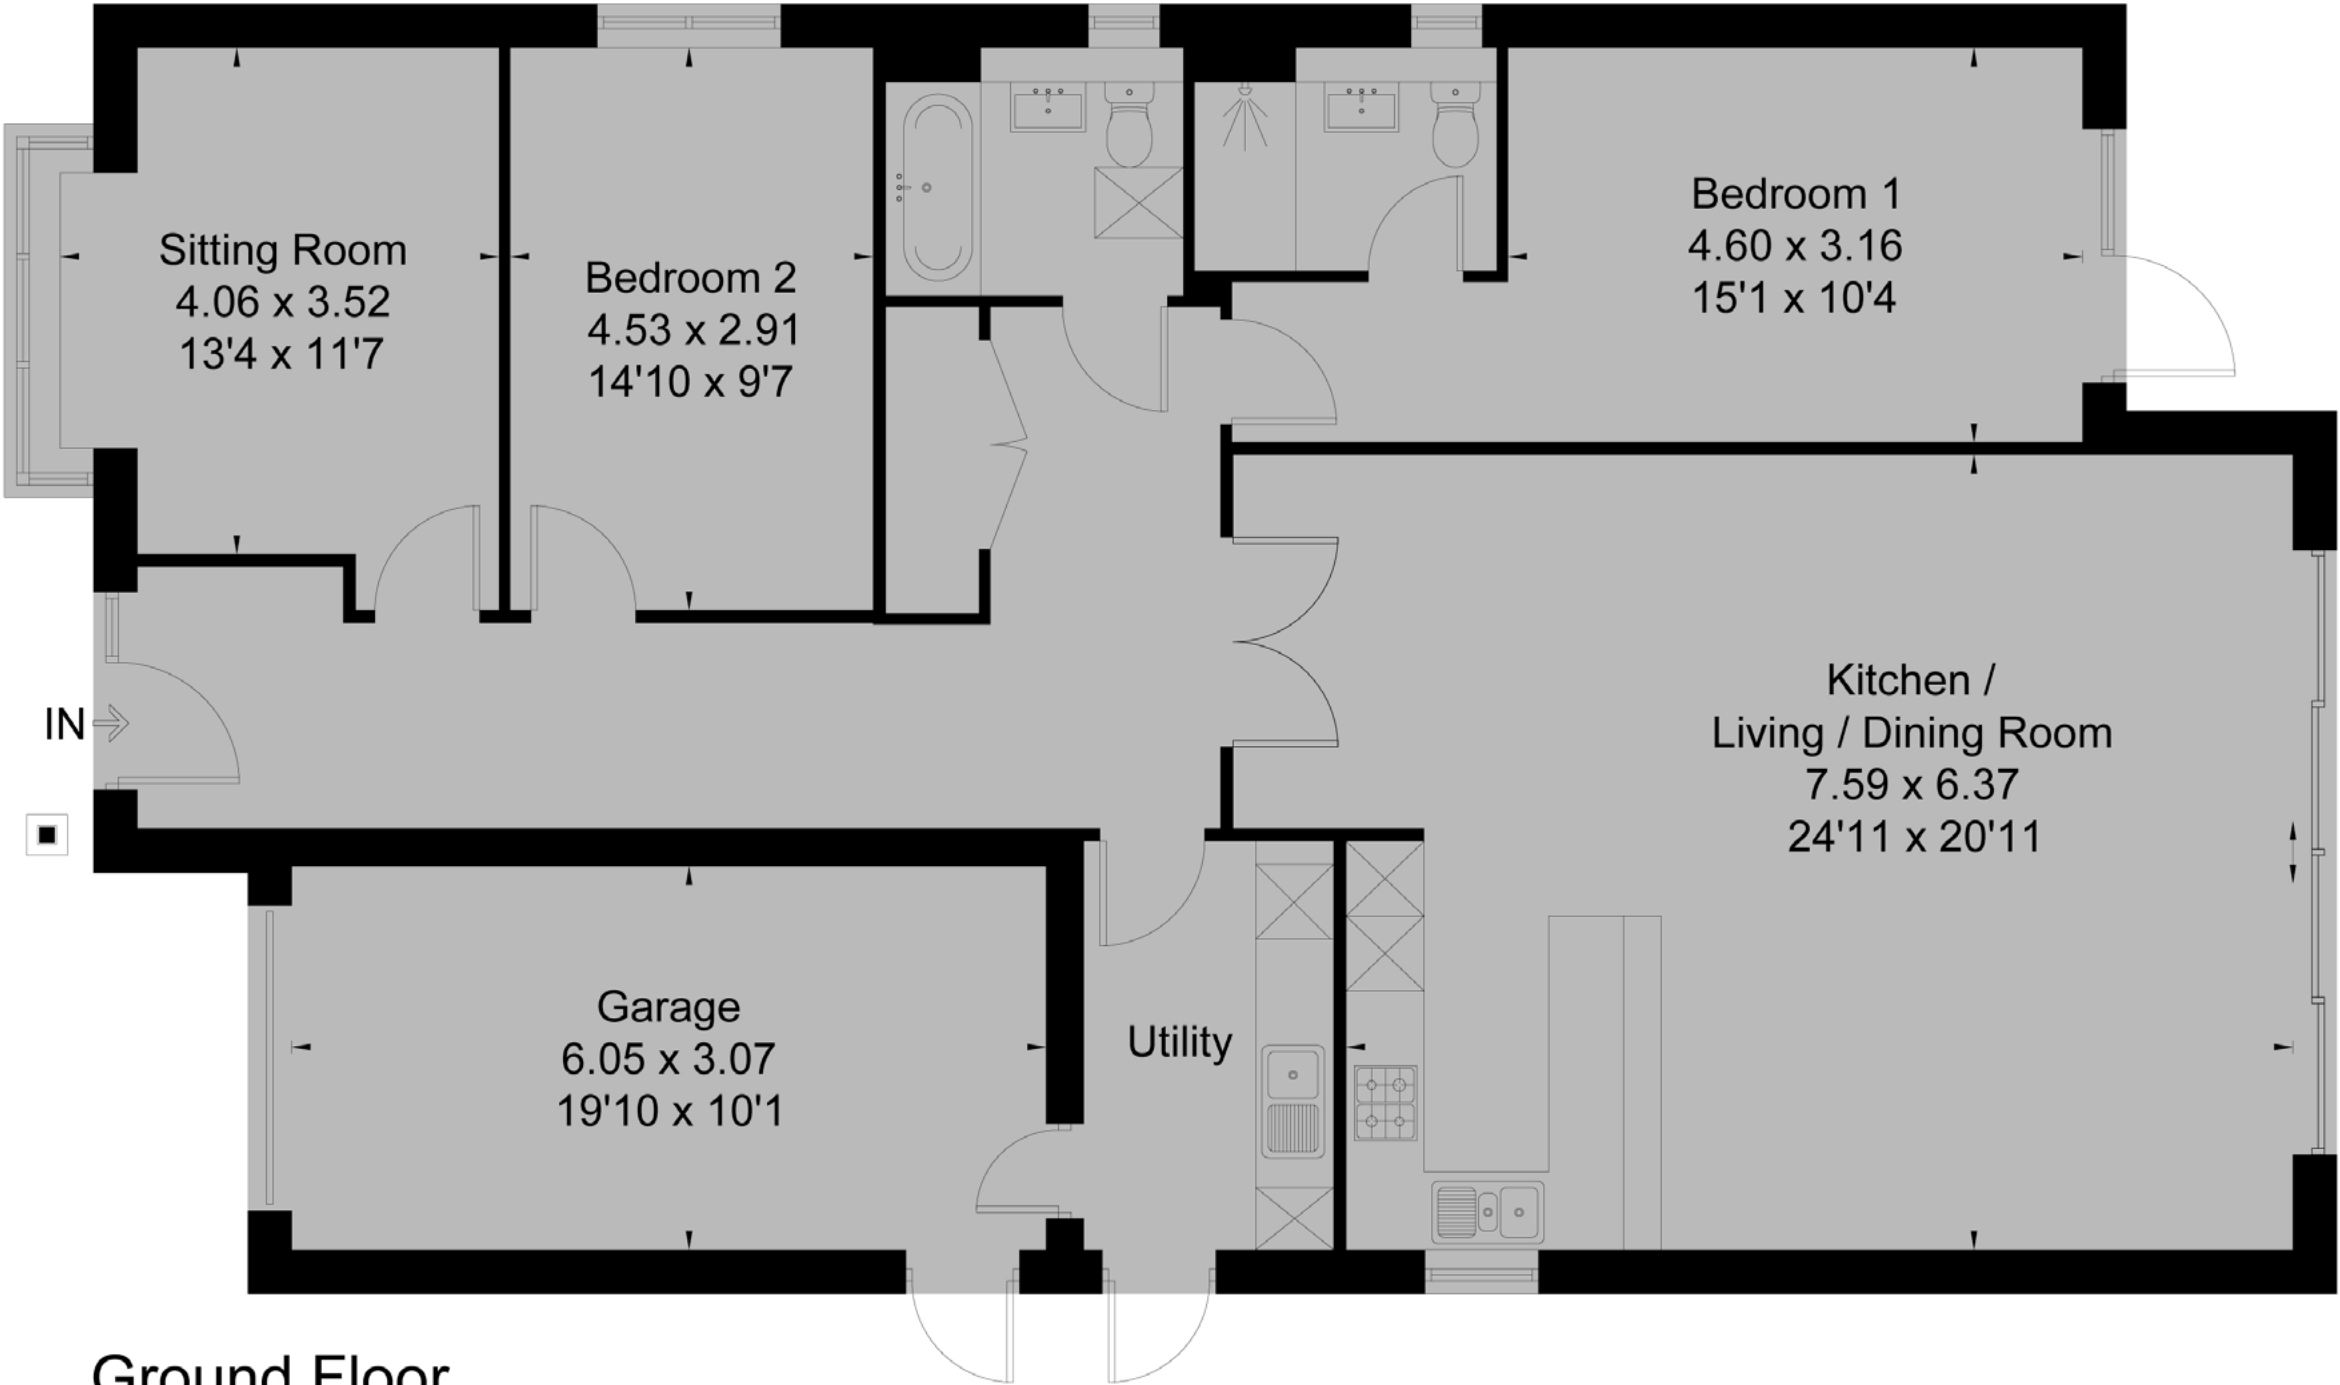 Sitting Room
4.06 x 3.52
13'4 x 11'7
Bedroom 2
4.53 x 2.91
14'10 x 9'7
Bedroom 1
4.60 x 3.16
15'1 x 10'4
IN
Kitchen /
Living / Dining Room
7.59 x 6.37
24'11 x 20'11
Garage
6.05 x 3.07
19'10 x 10'1
Utility
Ground Floor